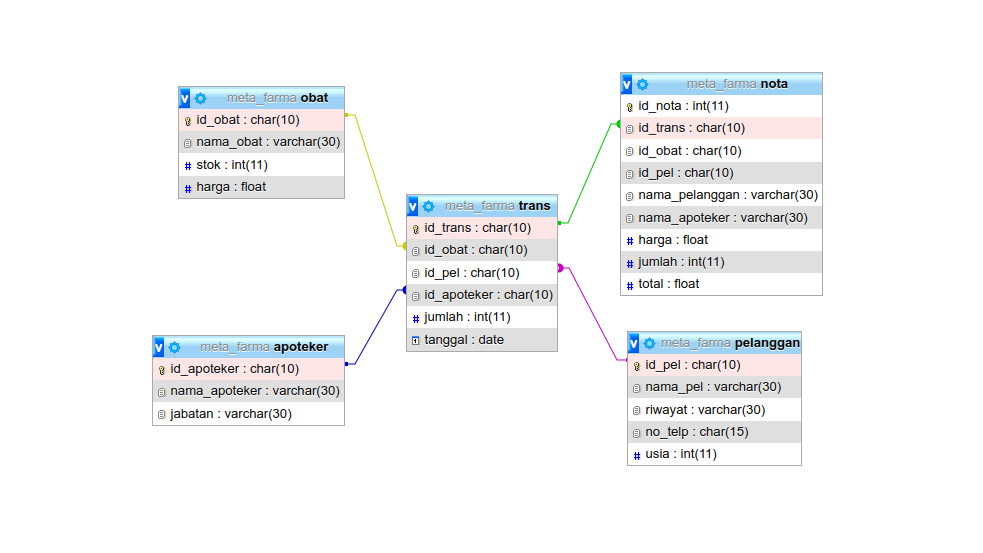 meta_farma obat
id_obat : char(10)
nama_obat : varchar(30)
stok : int(11)
harga : float
meta_farma nota
id_nota : int(11)
id_trans : char(10)
id_obat : char(10)
id_pel : char(10)
nama_pelanggan : varchar(30)
nama_apoteker : varchar(30)
harga : float
jumlah : int(11)
total : float
meta_farma trans
id_trans : char(10)
id_obat : char(10)
id_pel : char(10)
id_apoteker : char(10)
jumlah : int(11)
tanggal : date
meta_farma apoteker
id_apoteker : char(10)
nama_apoteker : varchar(30)
jabatan : varchar(30)
meta_farma pelanggan
id_pel : char(10)
nama_pel : varchar(30)
riwayat : varchar(30)
no_telp : char(15)
usia : int(11)